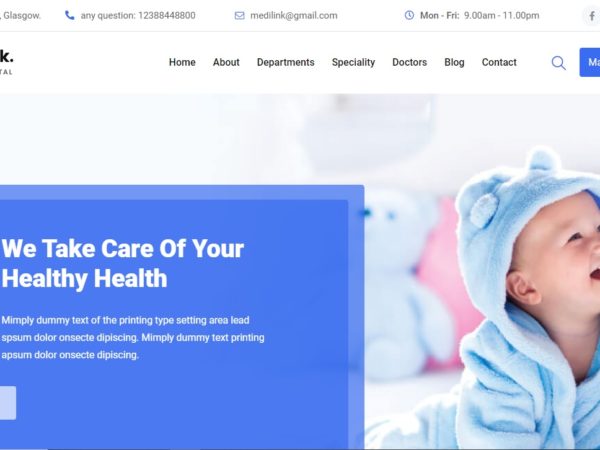 , Glasgow. any question: 12388448800 medilink@gmail.com Mon - Fri: 9.00am - 11.00pm
k.
TAL
Home About Departments Speciality Doctors Blog Contact
Ma
We Take Care Of Your
Healthy Health
Mimply dummy text of the printing type setting area lead
spsum dolor onsecte dipiscing. Mimply dummy text printing
apsum dolor onsecte dipiscing.